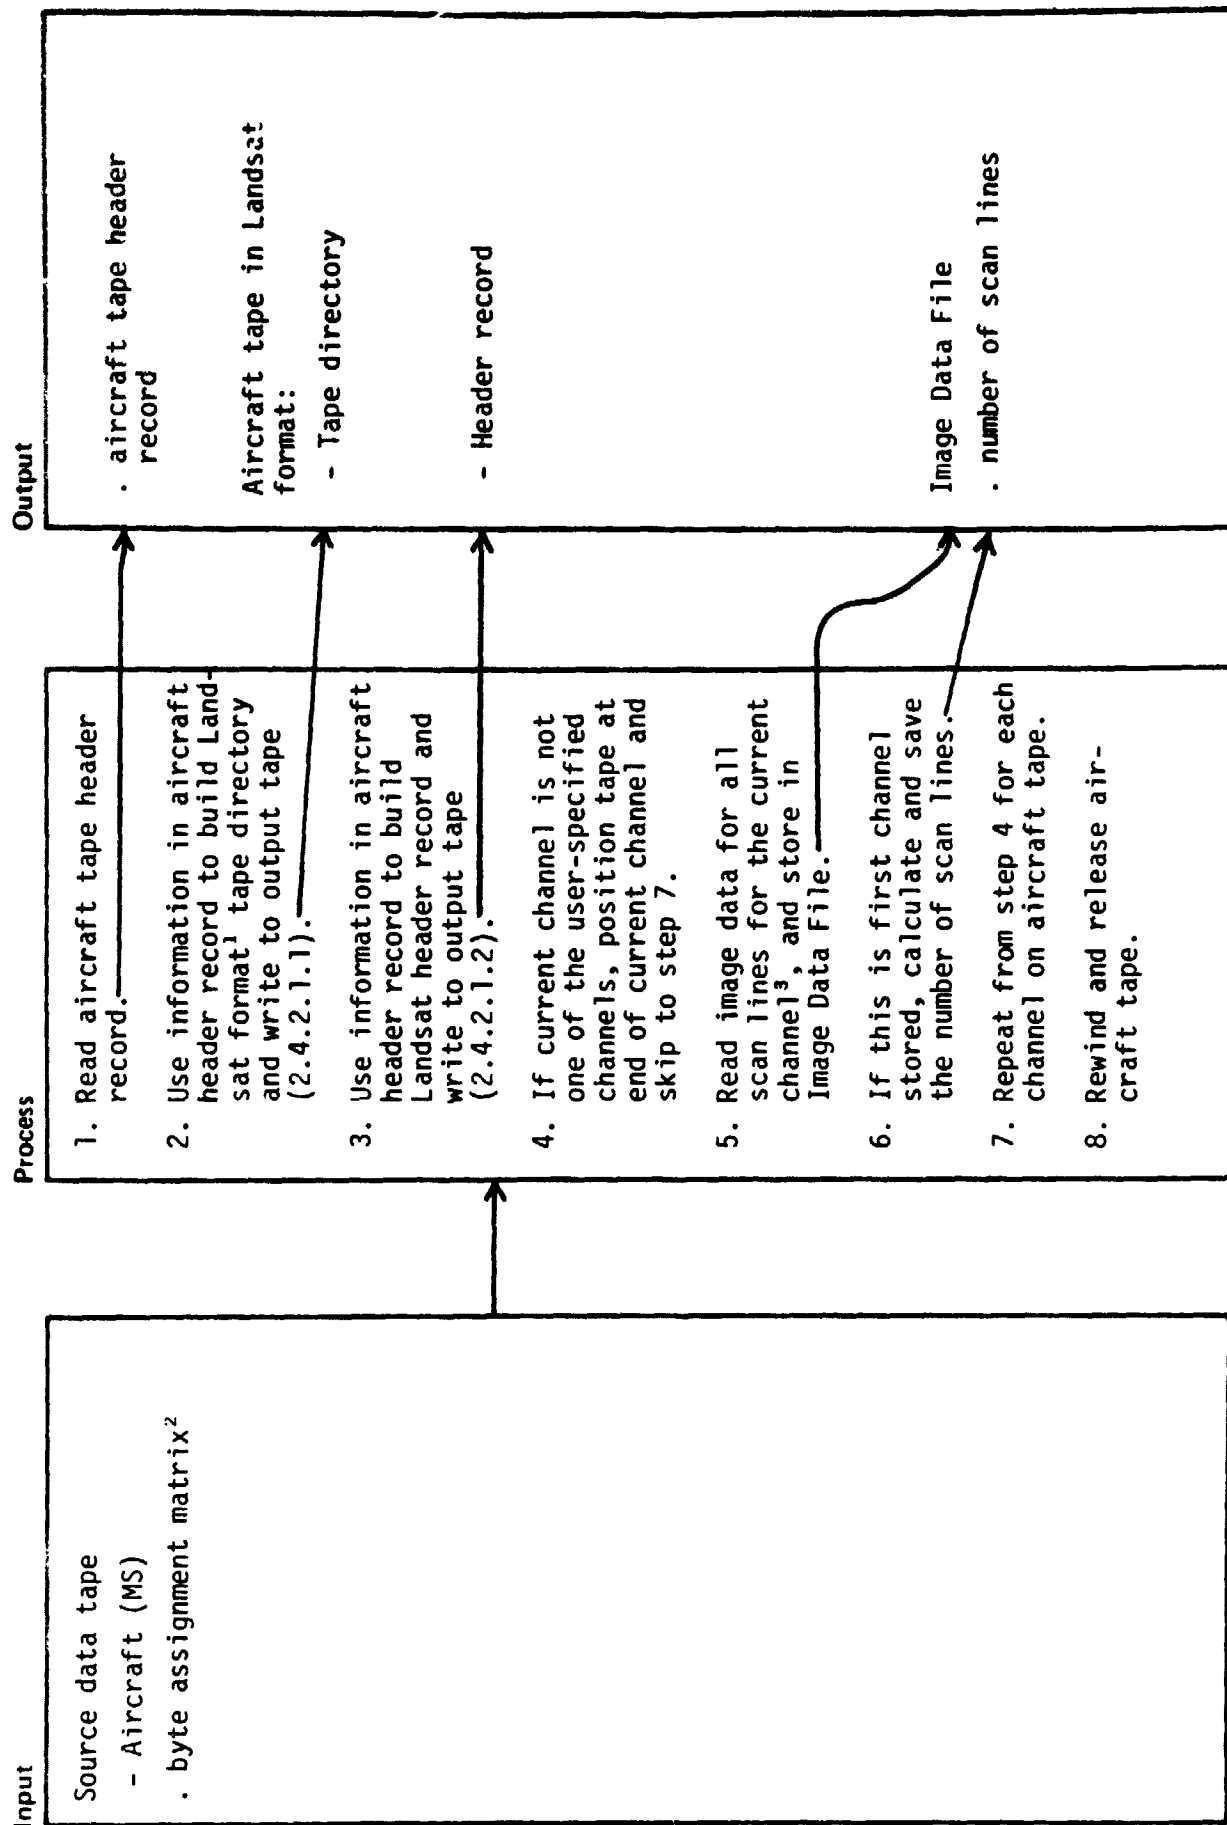 Input
Source data tape
- Aircraft (MS)
. byte assignment matrix²
Process
1. Read aircraft tape header
record.
2. Use information in aircraft
header record to build Land-
sat format¹ tape directory
and write to output tape
(2.4.2.1.1).
3. Use information in aircraft
header record to build
Landsat header record and
write to output tape
(2.4.2.1.2).
4. If current channel is not
one of the user-specified
channels, position tape at
end of current channel and
skip to step 7.
5. Read image data for all
scan lines for the current
channel³, and store in
Image Data File.
6. If this is first channel
stored, calculate and save
the number of scan lines.
7. Repeat from step 4 for each
channel on aircraft tape.
8. Rewind and release air-
craft tape.
Output
. aircraft tape header
record
Aircraft tape in Landsat
format:
- Tape directory
- Header record
Image Data File
. number of scan lines